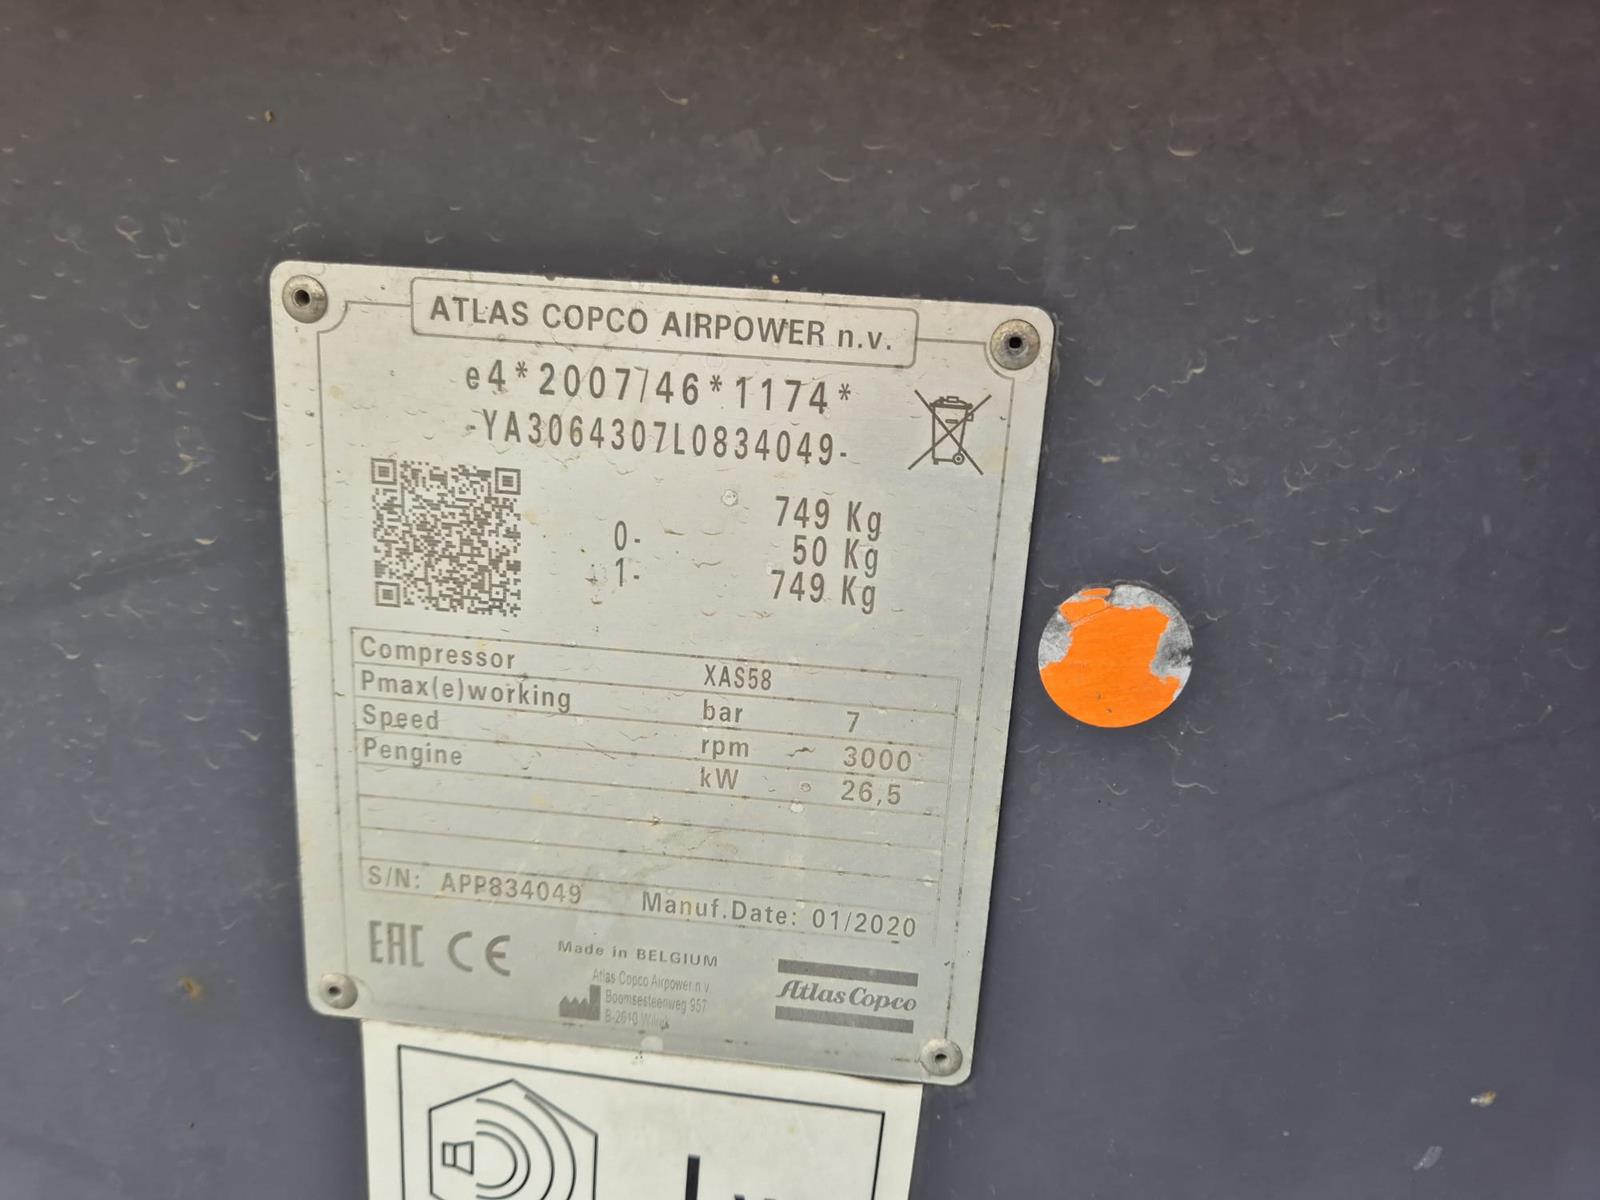 ATLAS COPCO AIRPOWER n.v.
e4*2007/46*1174*
-YA3064307L0834049-
749 Kg
0- 50 Kg
1- 749 Kg
Compressor XAS58
Pmax(e)working bar 7
Speed rpm 3000
Pengine kW 26,5
S/N: APP834049 Manuf.Date: 01/2020
EAC CE
Made in BELGIUM
Atlas Copco Airpower n.v.
Boomsesteenweg 957
B-2610 Wilrijk
Atlas Copco